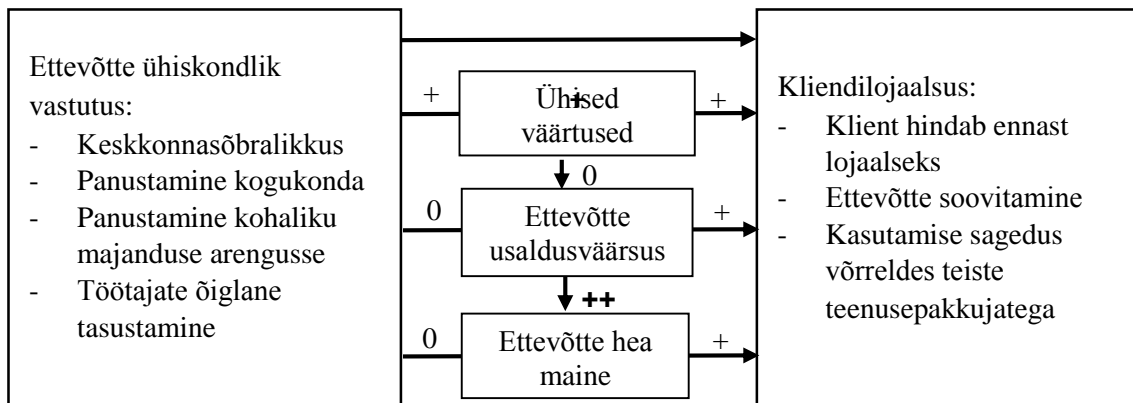 Ettevõtte ühiskondlik
vastutus:
- Keskkonnasõbralikkus
- Panustamine kogukonda
- Panustamine kohaliku
majanduse arengusse
- Töötajate õiglane
tasustamine
+
Ühised
väärtused
+
+
0
0
Ettevõtte
usaldusväärsus
+
++
0
Ettevõtte hea
maine
+
Kliendilojaalsus:
- Klient hindab ennast
lojaalseks
- Ettevõtte soovitamine
- Kasutamise sagedus
võrreldes teiste
teenusepakkujatega